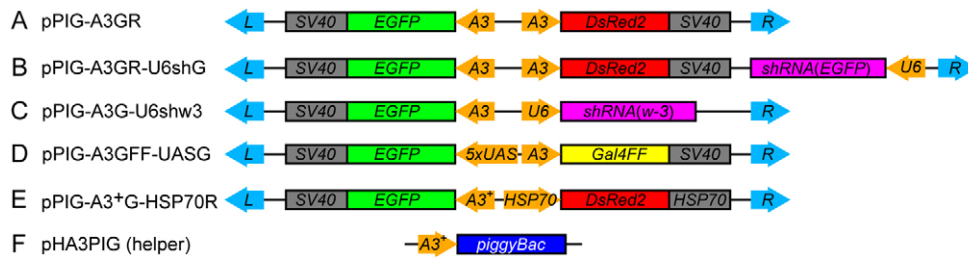 A pPIG-A3GR L SV40 EGFP A3 A3 DsRed2 SV40 R
B pPIG-A3GR-U6shG L SV40 EGFP A3 A3 DsRed2 SV40 shRNA(EGFP) U6 R
C pPIG-A3G-U6shw3 L SV40 EGFP A3 U6 shRNA(w-3) R
D pPIG-A3GFF-UASG L SV40 EGFP 5xUAS A3 Gal4FF SV40 R
E pPIG-A3⁺G-HSP70R L SV40 EGFP A3⁺ HSP70 DsRed2 HSP70 R
F pHA3PIG (helper) A3⁺ piggyBac